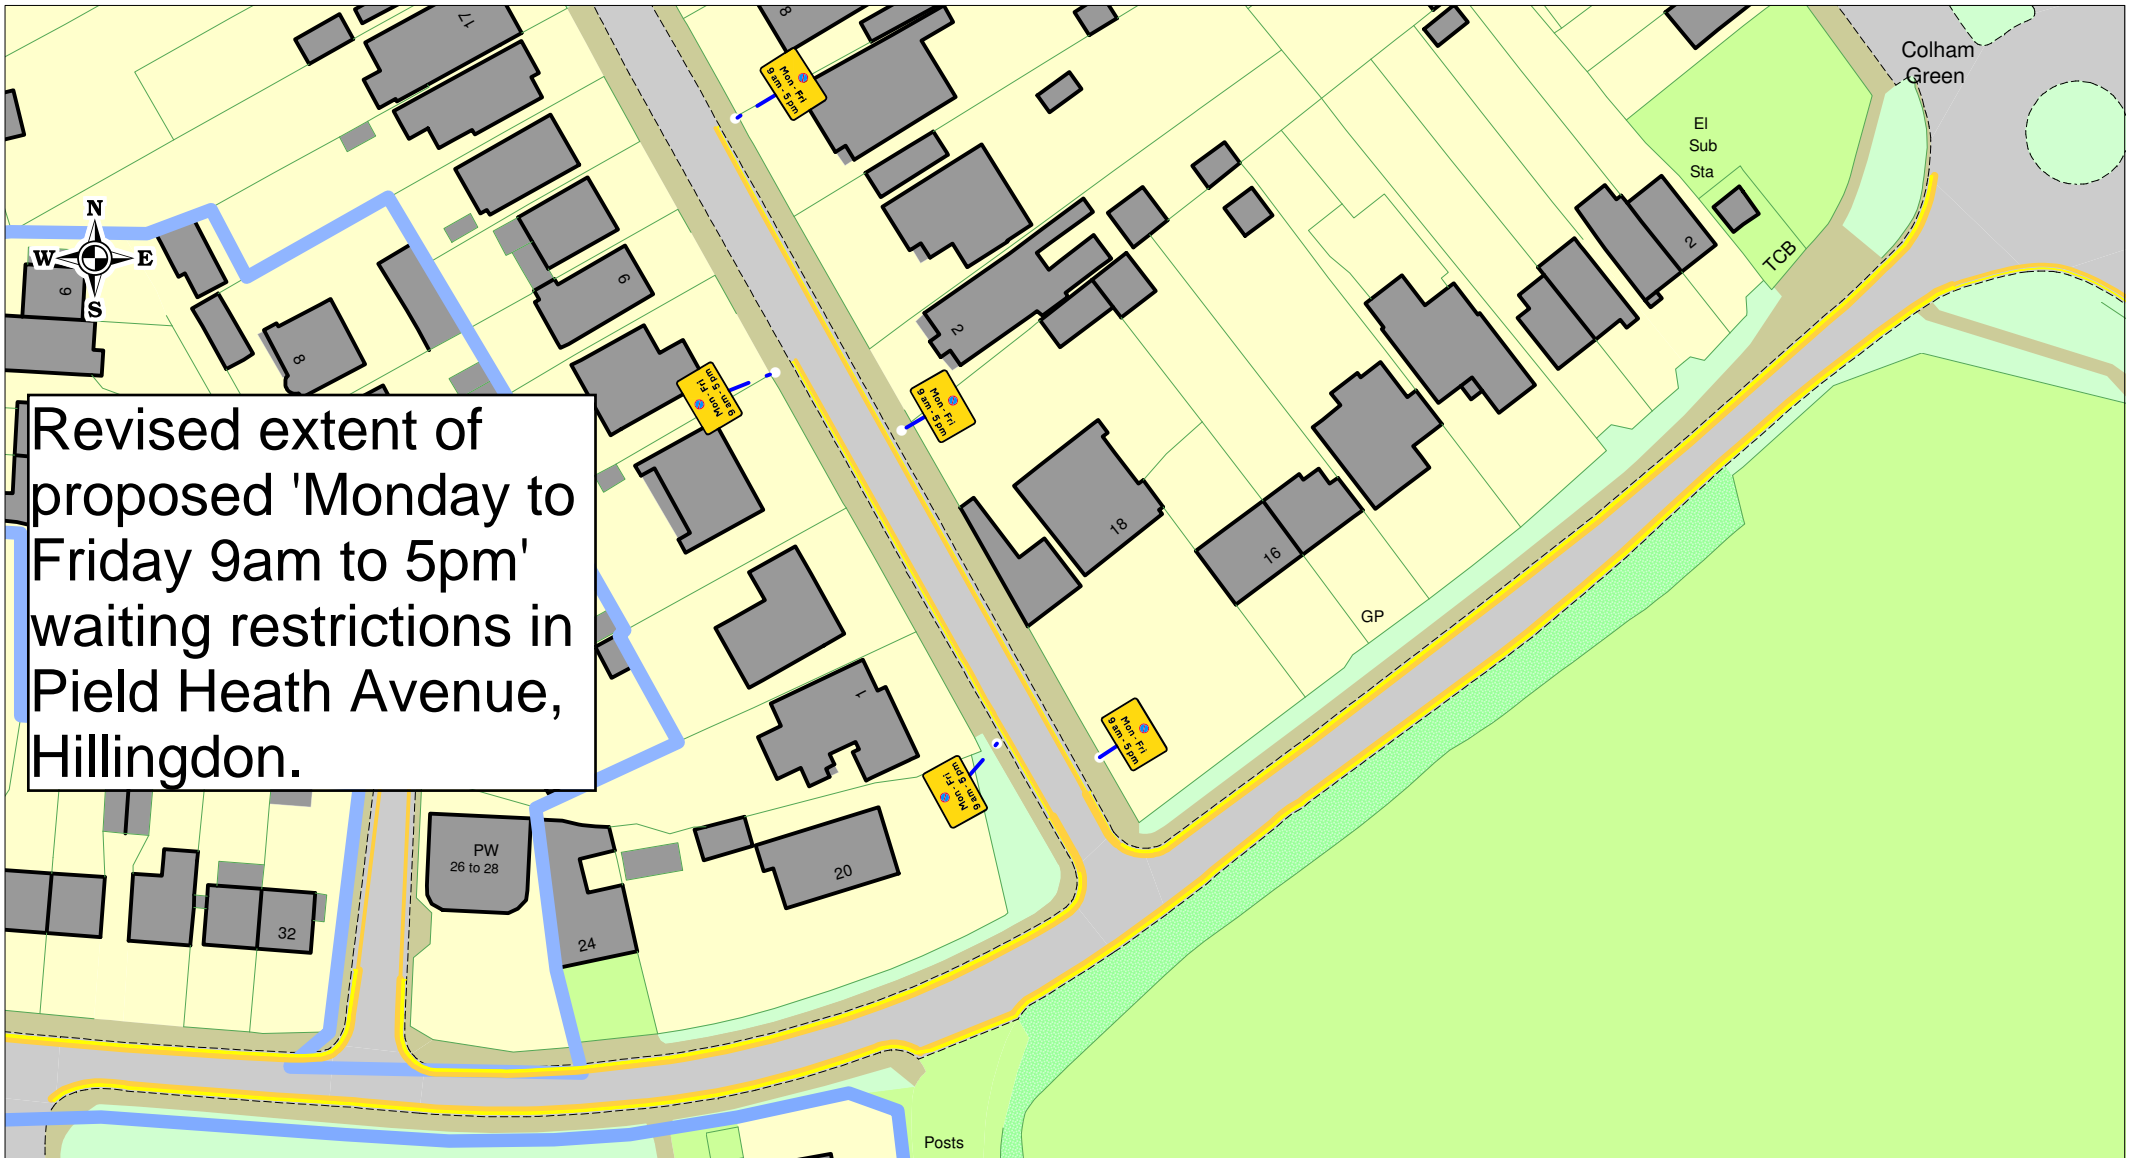 17
8
Mon - Fri
9 am - 5 pm
Colham
Green
El
Sub
Sta
N
W
E
S
9
6
2
2
TCB
8
Mon - Fri
9 am - 5 pm
Mon - Fri
9 am - 5 pm
Revised extent of
proposed 'Monday to
Friday 9am to 5pm'
waiting restrictions in
Pield Heath Avenue,
Hillingdon.
18
16
GP
1
Mon - Fri
9 am - 5 pm
Mon - Fri
9 am - 5 pm
PW
26 to 28
20
32
24
Posts